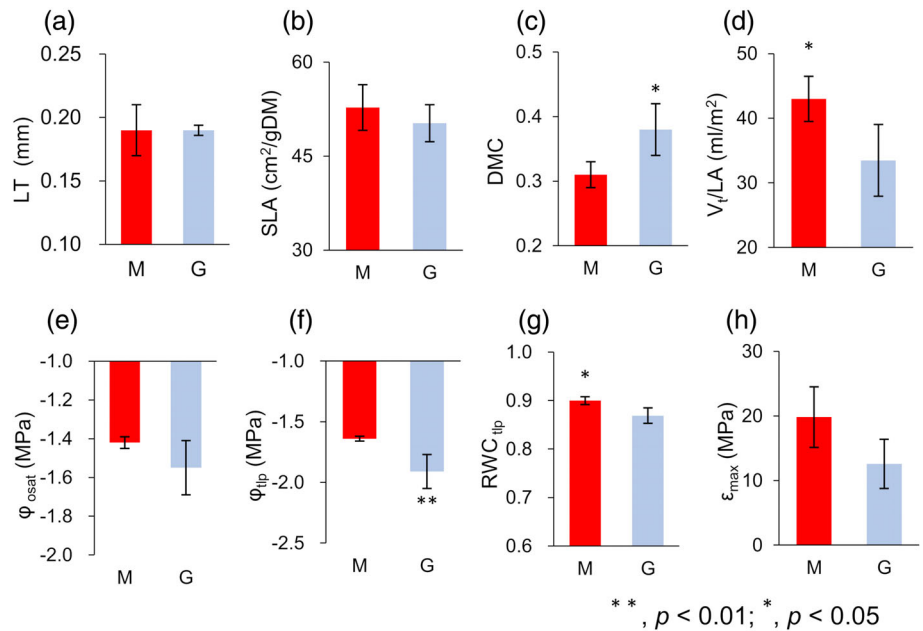 (a)
LT (mm)
0.25
0.20
0.15
0.10
M G
(b)
SLA (cm²/gDM)
60
45
30
M G
(c)
DMC
0.5
0.4
0.3
0.2
*
M G
(d)
Vt/LA (ml/m²)
50
40
30
20
*
M G
(e)
φosat (MPa)
-1.0
-1.2
-1.4
-1.6
-1.8
-2.0
M G
(f)
φtlp (MPa)
-1.0
-1.5
-2.0
-2.5
**
M G
(g)
RWCtlp
1.0
0.9
0.8
0.7
0.6
*
M G
(h)
εmax (MPa)
30
20
10
0
M G
**, p < 0.01; *, p < 0.05